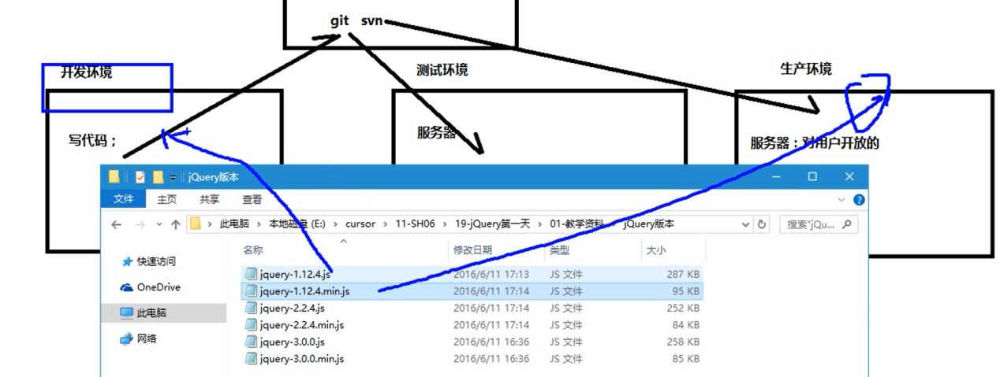 git svn
开发环境
测试环境
生产环境
写代码；
服务器
服务器：对用户开放的
jQuery版本
文件 主页 共享 查看
此电脑 本地磁盘 (E:) cursor 11-SH06 19-jQuery第一天 01-教学资料 jQuery版本
搜索"jQu...
名称 修改日期 类型 大小
快速访问
OneDrive
此电脑
网络
jquery-1.12.4.js 2016/6/11 17:13 JS 文件 287 KB
jquery-1.12.4.min.js 2016/6/11 17:14 JS 文件 95 KB
jquery-2.2.4.js 2016/6/11 17:14 JS 文件 252 KB
jquery-2.2.4.min.js 2016/6/11 17:14 JS 文件 84 KB
jquery-3.0.0.js 2016/6/11 16:36 JS 文件 258 KB
jquery-3.0.0.min.js 2016/6/11 16:36 JS 文件 85 KB